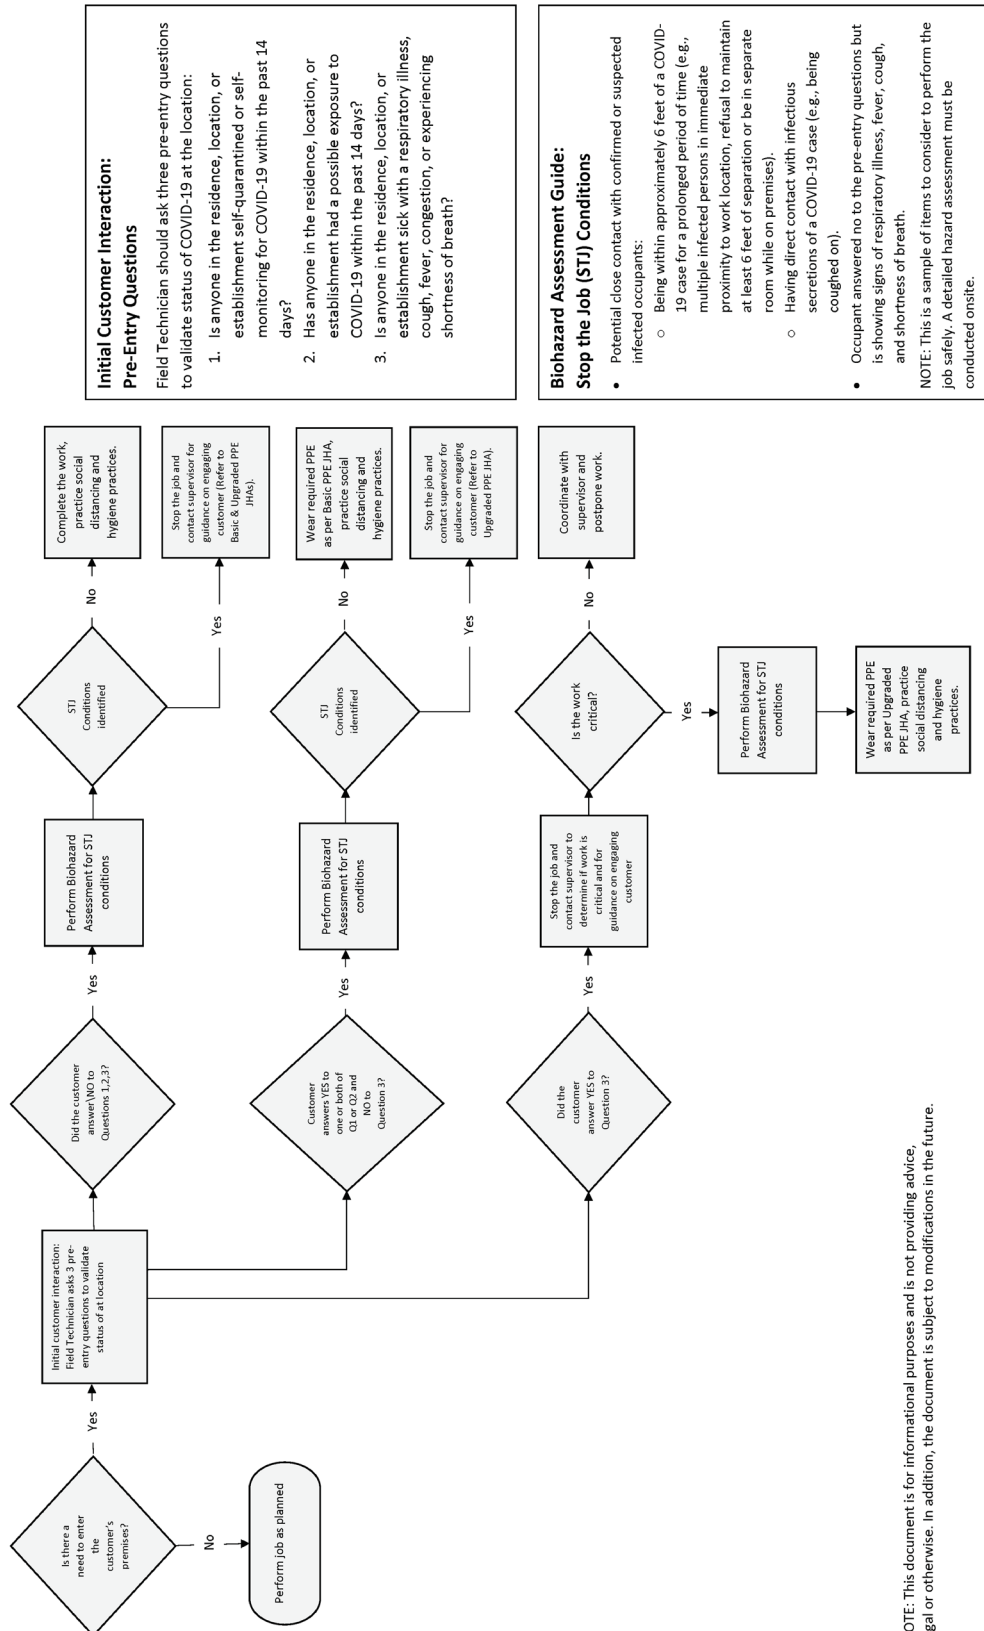 Is there a
need to enter
the
customer's
premises?
No
Perform job as planned
Yes
Initial customer interaction:
Field Technician asks 3 pre-
entry questions to validate
status of at location
Did the customer
answer\NO to
Questions 1,2,3?
Yes
Perform Biohazard
Assessment for STJ
conditions
STJ
Conditions
identified
No
Complete the work,
practice social
distancing and
hygiene practices.
Yes
Stop the job and
contact supervisor for
guidance on engaging
customer (Refer to
Basic & Upgraded PPE
JHAs).
Customer
answers YES to
one or both of
Q1 or Q2 and
NO to
Question 3?
Yes
Perform Biohazard
Assessment for STJ
conditions
STJ
Conditions
identified
No
Wear required PPE
as per Basic PPE JHA,
practice social
distancing and
hygiene practices.
Yes
Stop the job and
contact supervisor for
guidance on engaging
customer (Refer to
Upgraded PPE JHA).
Did the
customer
answer YES to
Question 3?
Yes
Stop the job and
contact supervisor to
determine if work is
critical and for
guidance on engaging
customer
Is the work
critical?
No
Coordinate with
supervisor and
postpone work.
Yes
Perform Biohazard
Assessment for STJ
conditions
Wear required PPE
as per Upgraded
PPE JHA, practice
social distancing
and hygiene
practices.
Initial Customer Interaction:
Pre-Entry Questions
Field Technician should ask three pre-entry questions
to validate status of COVID-19 at the location:
1. Is anyone in the residence, location, or
establishment self-quarantined or self-
monitoring for COVID-19 within the past 14
days?
2. Has anyone in the residence, location, or
establishment had a possible exposure to
COVID-19 within the past 14 days?
3. Is anyone in the residence, location, or
establishment sick with a respiratory illness,
cough, fever, congestion, or experiencing
shortness of breath?
Biohazard Assessment Guide:
Stop the Job (STJ) Conditions
• Potential close contact with confirmed or suspected
infected occupants:
○ Being within approximately 6 feet of a COVID-
19 case for a prolonged period of time (e.g.,
multiple infected persons in immediate
proximity to work location, refusal to maintain
at least 6 feet of separation or be in separate
room while on premises).
○ Having direct contact with infectious
secretions of a COVID-19 case (e.g., being
coughed on).
• Occupant answered no to the pre-entry questions but
is showing signs of respiratory illness, fever, cough,
and shortness of breath.
NOTE: This is a sample of items to consider to perform the
job safely. A detailed hazard assessment must be
conducted onsite.
OTE: This document is for informational purposes and is not providing advice,
gal or otherwise. In addition, the document is subject to modifications in the future.